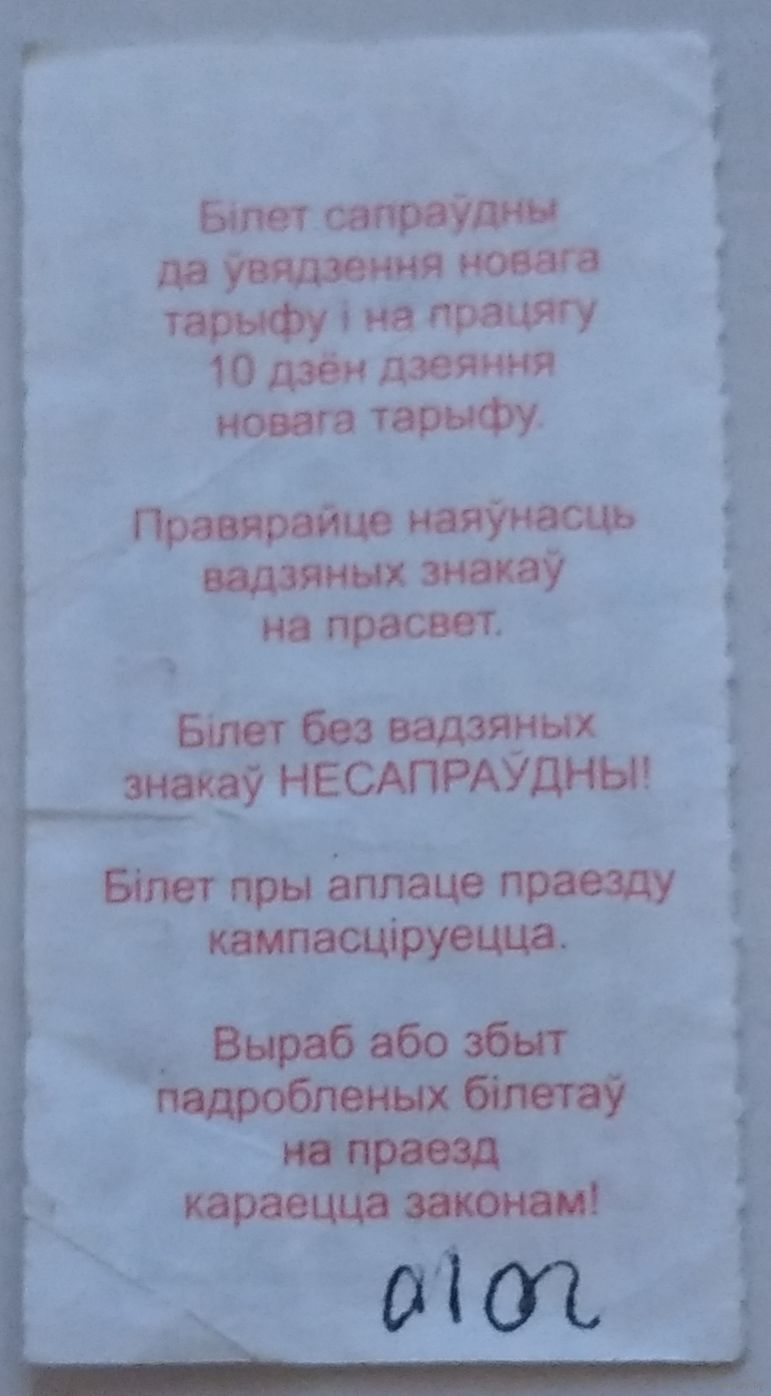 Білет сапраўдны
да ўвядзення новага
тарыфу і на працягу
10 дзён дзеяння
новага тарыфу.
Правярайце наяўнасць
вадзяных знакаў
на прасвет.
Білет без вадзяных
знакаў НЕСАПРАЎДНЫ!
Білет пры аплаце праезду
кампасціруецца.
Выраб або збыт
падробленых білетаў
на праезд
караецца законам!